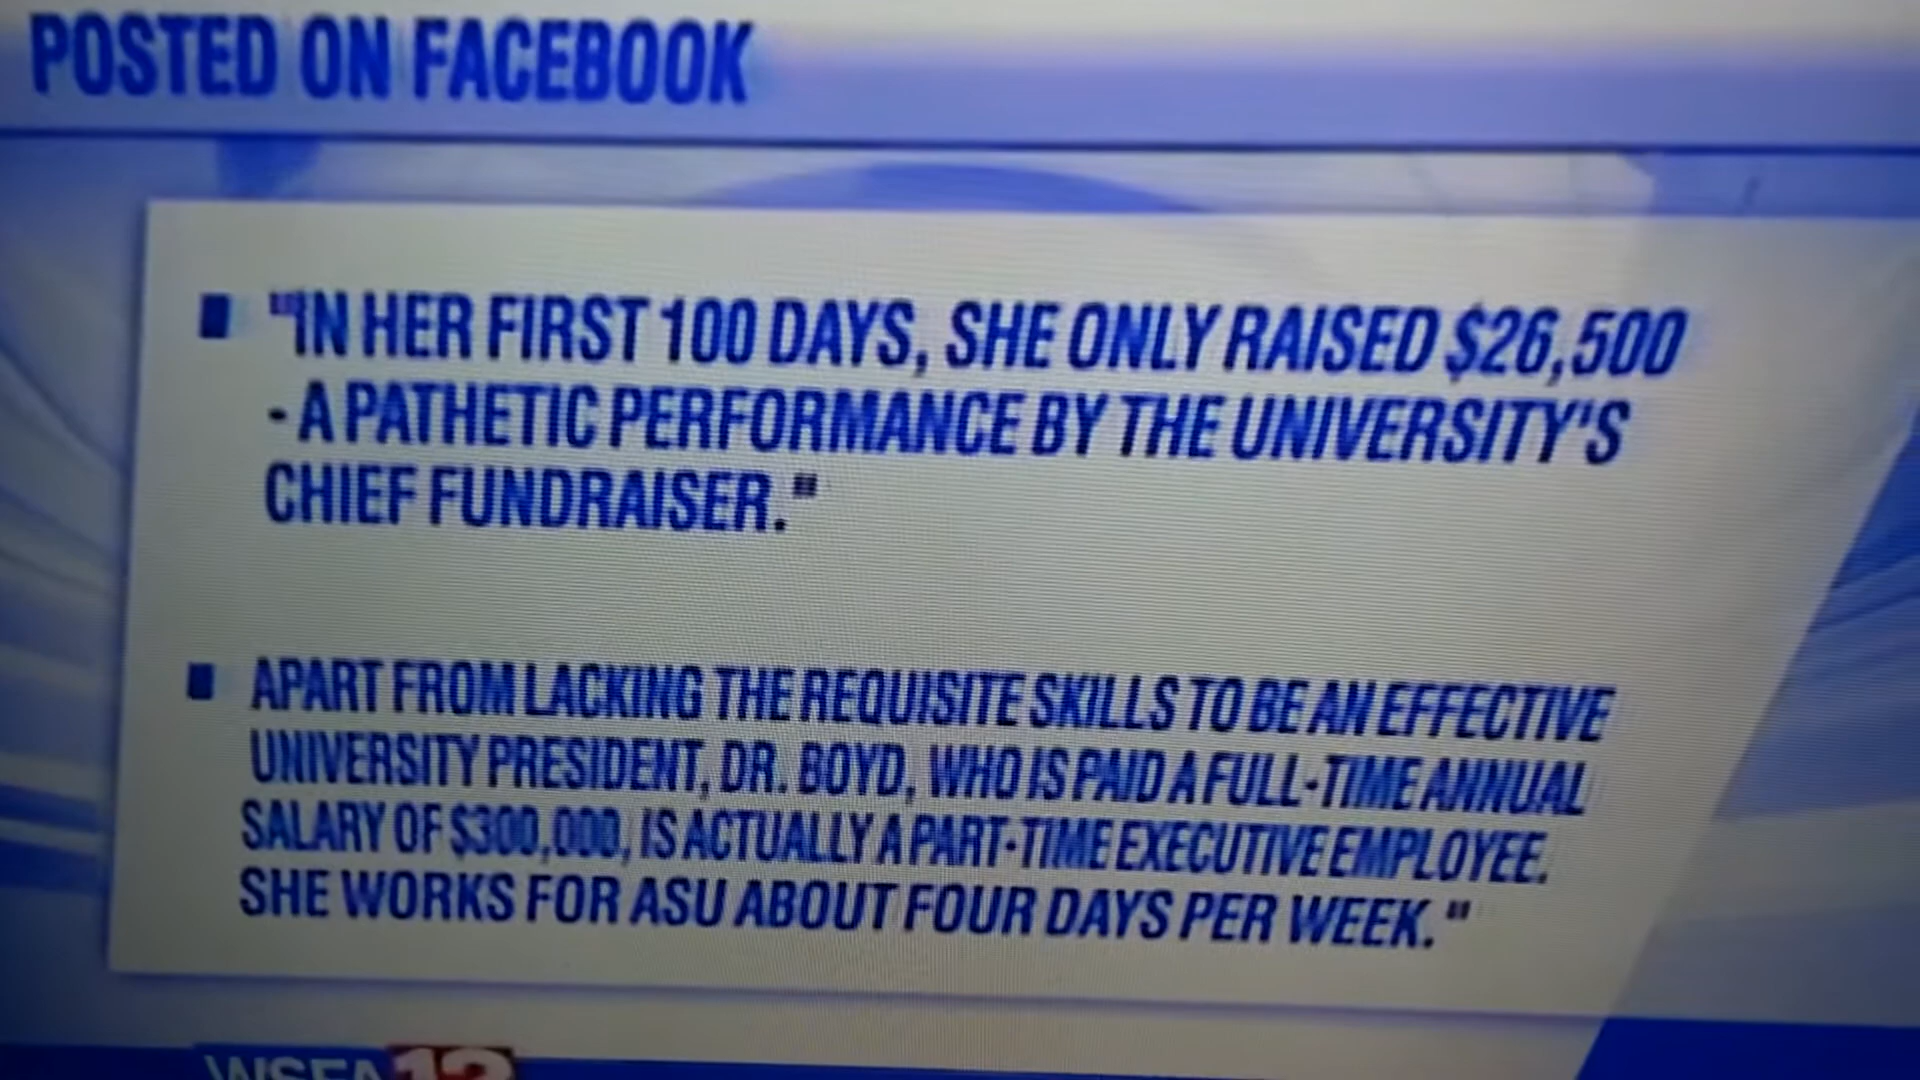 POSTED ON FACEBOOK
"IN HER FIRST 100 DAYS, SHE ONLY RAISED $26,500
- A PATHETIC PERFORMANCE BY THE UNIVERSITY'S
CHIEF FUNDRAISER."
APART FROM LACKING THE REQUISITE SKILLS TO BE AN EFFECTIVE
UNIVERSITY PRESIDENT, DR. BOYD, WHO IS PAID A FULL-TIME ANNUAL
SALARY OF $300,000, IS ACTUALLY A PART-TIME EXECUTIVE EMPLOYEE.
SHE WORKS FOR ASU ABOUT FOUR DAYS PER WEEK."
WSFA 12